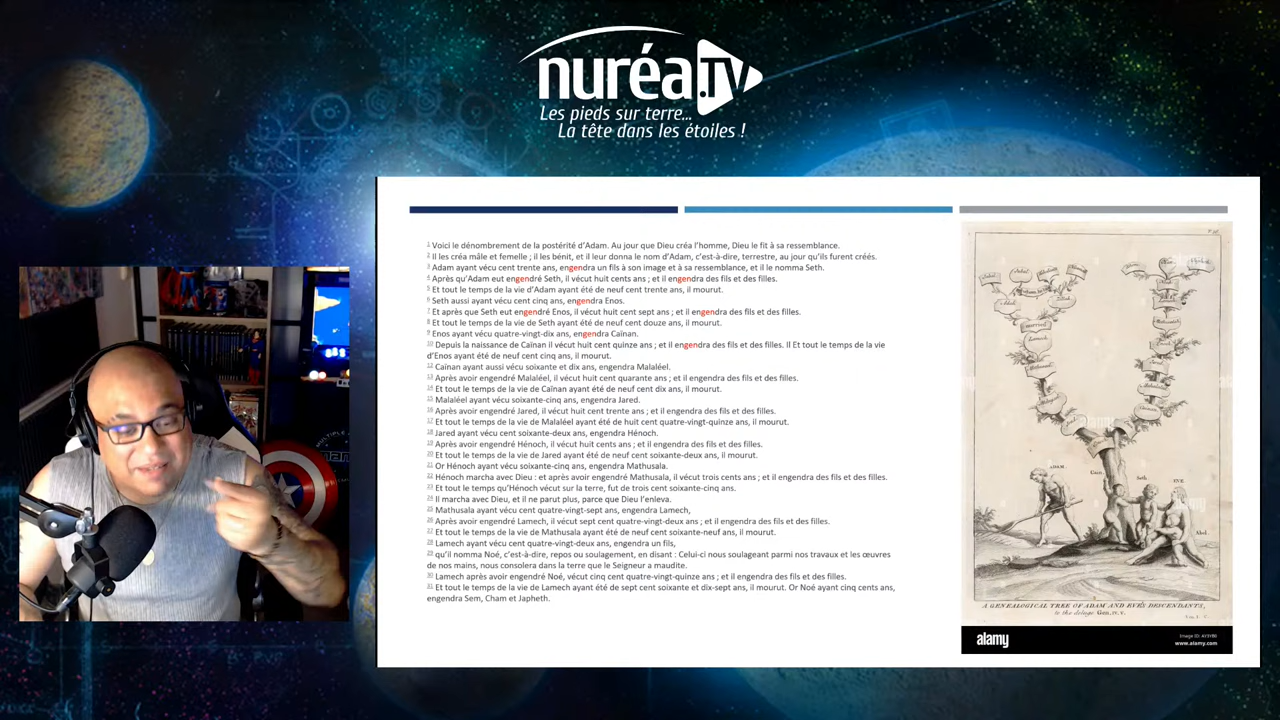 nuréa.TV
Les pieds sur terre...
La tête dans les étoiles !
1 Voici le dénombrement de la postérité d'Adam. Au jour que Dieu créa l'homme, Dieu le fit à sa ressemblance.
2 Il les créa mâle et femelle ; il les bénit, et il leur donna le nom d'Adam, c'est-à-dire, terrestre, au jour qu'ils furent créés.
3 Adam ayant vécu cent trente ans, engendra un fils à son image et à sa ressemblance, et il le nomma Seth.
4 Après qu'Adam eut engendré Seth, il vécut huit cents ans ; et il engendra des fils et des filles.
5 Et tout le temps de la vie d'Adam ayant été de neuf cent trente ans, il mourut.
6 Seth aussi ayant vécu cent cinq ans, engendra Enos.
7 Et après que Seth eut engendré Enos, il vécut huit cent sept ans ; et il engendra des fils et des filles.
8 Et tout le temps de la vie de Seth ayant été de neuf cent douze ans, il mourut.
9 Enos ayant vécu quatre-vingt-dix ans, engendra Caïnan.
10 Depuis la naissance de Caïnan il vécut huit cent quinze ans ; et il engendra des fils et des filles. II Et tout le temps de la vie
d'Enos ayant été de neuf cent cinq ans, il mourut.
12 Caïnan ayant aussi vécu soixante et dix ans, engendra Malaléel.
13 Après avoir engendré Malaléel, il vécut huit cent quarante ans ; et il engendra des fils et des filles.
14 Et tout le temps de la vie de Caïnan ayant été de neuf cent dix ans, il mourut.
15 Malaléel ayant vécu soixante-cinq ans, engendra Jared.
16 Après avoir engendré Jared, il vécut huit cent trente ans ; et il engendra des fils et des filles.
17 Et tout le temps de la vie de Malaléel ayant été de huit cent quatre-vingt-quinze ans, il mourut.
18 Jared ayant vécu cent soixante-deux ans, engendra Hénoch.
19 Après avoir engendré Hénoch, il vécut huit cents ans ; et il engendra des fils et des filles.
20 Et tout le temps de la vie de Jared ayant été de neuf cent soixante-deux ans, il mourut.
21 Or Hénoch ayant vécu soixante-cinq ans, engendra Mathusala.
22 Hénoch marcha avec Dieu : et après avoir engendré Mathusala, il vécut trois cents ans ; et il engendra des fils et des filles.
23 Et tout le temps qu'Hénoch vécut sur la terre, fut de trois cent soixante-cinq ans.
24 Il marcha avec Dieu, et il ne parut plus, parce que Dieu l'enleva.
25 Mathusala ayant vécu cent quatre-vingt-sept ans, engendra Lamech,
26 Après avoir engendré Lamech, il vécut sept cent quatre-vingt-deux ans ; et il engendra des fils et des filles.
27 Et tout le temps de la vie de Mathusala ayant été de neuf cent soixante-neuf ans, il mourut.
28 Lamech ayant vécu cent quatre-vingt-deux ans, engendra un fils,
29 qu'il nomma Noé, c'est-à-dire, repos ou soulagement, en disant : Celui-ci nous soulageant parmi nos travaux et les œuvres
de nos mains, nous consolera dans la terre que le Seigneur a maudite.
30 Lamech après avoir engendré Noé, vécut cinq cent quatre-vingt-quinze ans ; et il engendra des fils et des filles.
31 Et tout le temps de la vie de Lamech ayant été de sept cent soixante et dix-sept ans, il mourut. Or Noé ayant cinq cents ans,
engendra Sem, Cham et Japheth.
Lamech
ADAM.
Cain.
Seth.
EVE.
Abel.
A GENEALOGICAL TREE OF ADAM AND EVE'S DESCENDANTS,
to the deluge Gen. IV. V.
alamy
www.alamy.com